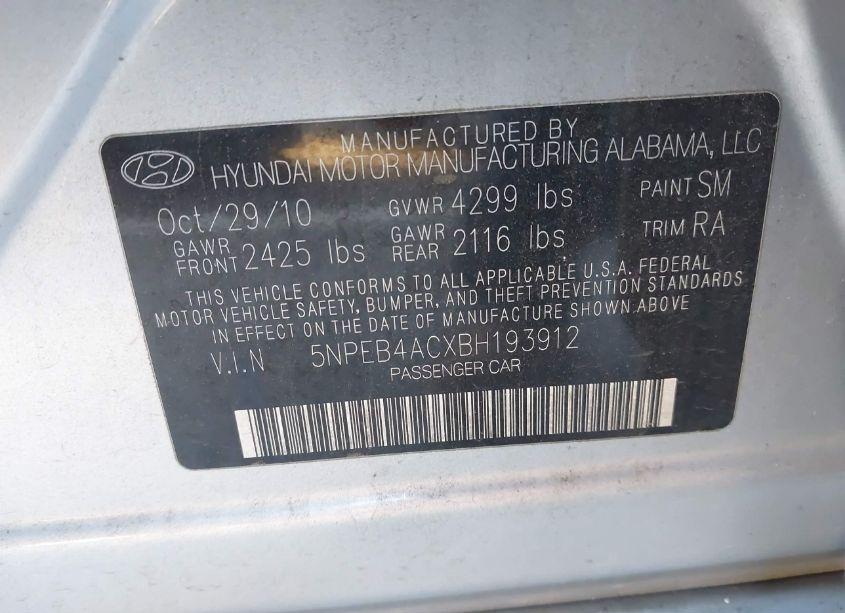 MANUFACTURED BY
HYUNDAI MOTOR MANUFACTURING ALABAMA, LLC
Oct/29/10 GVWR 4299 lbs PAINT SM
GAWR FRONT 2425 lbs GAWR REAR 2116 lbs TRIM RA
THIS VEHICLE CONFORMS TO ALL APPLICABLE U.S.A. FEDERAL
MOTOR VEHICLE SAFETY, BUMPER, AND THEFT PREVENTION STANDARDS
IN EFFECT ON THE DATE OF MANUFACTURE SHOWN ABOVE
V.I.N 5NPEB4ACXBH193912
PASSENGER CAR